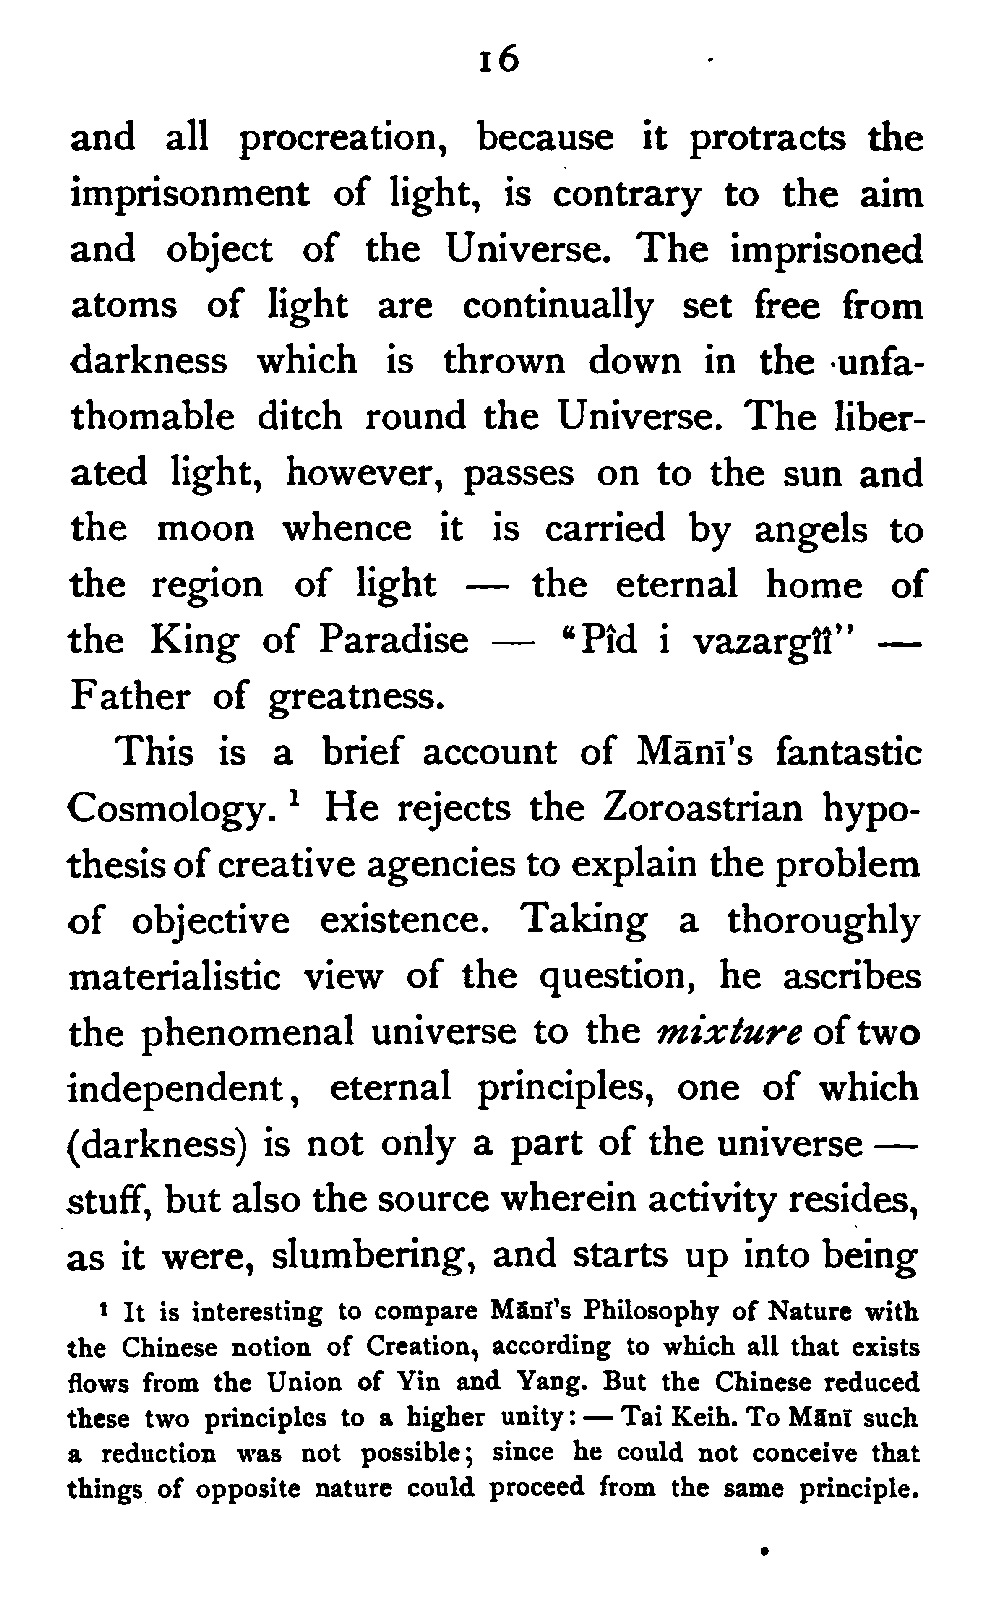 16
and all procreation, because it protracts the
imprisonment of light, is contrary to the aim
and object of the Universe. The imprisoned
atoms of light are continually set free from
darkness which is thrown down in the unfa-
thomable ditch round the Universe. The liber-
ated light, however, passes on to the sun and
the moon whence it is carried by angels to
the region of light — the eternal home of
the King of Paradise — “Pîd i vazargîî” —
Father of greatness.
This is a brief account of Mānī's fantastic
Cosmology. ¹ He rejects the Zoroastrian hypo-
thesis of creative agencies to explain the problem
of objective existence. Taking a thoroughly
materialistic view of the question, he ascribes
the phenomenal universe to the mixture of two
independent, eternal principles, one of which
(darkness) is not only a part of the universe —
stuff, but also the source wherein activity resides,
as it were, slumbering, and starts up into being
¹ It is interesting to compare Mānī's Philosophy of Nature with
the Chinese notion of Creation, according to which all that exists
flows from the Union of Yin and Yang. But the Chinese reduced
these two principles to a higher unity: — Tai Keih. To Mānī such
a reduction was not possible; since he could not conceive that
things of opposite nature could proceed from the same principle.